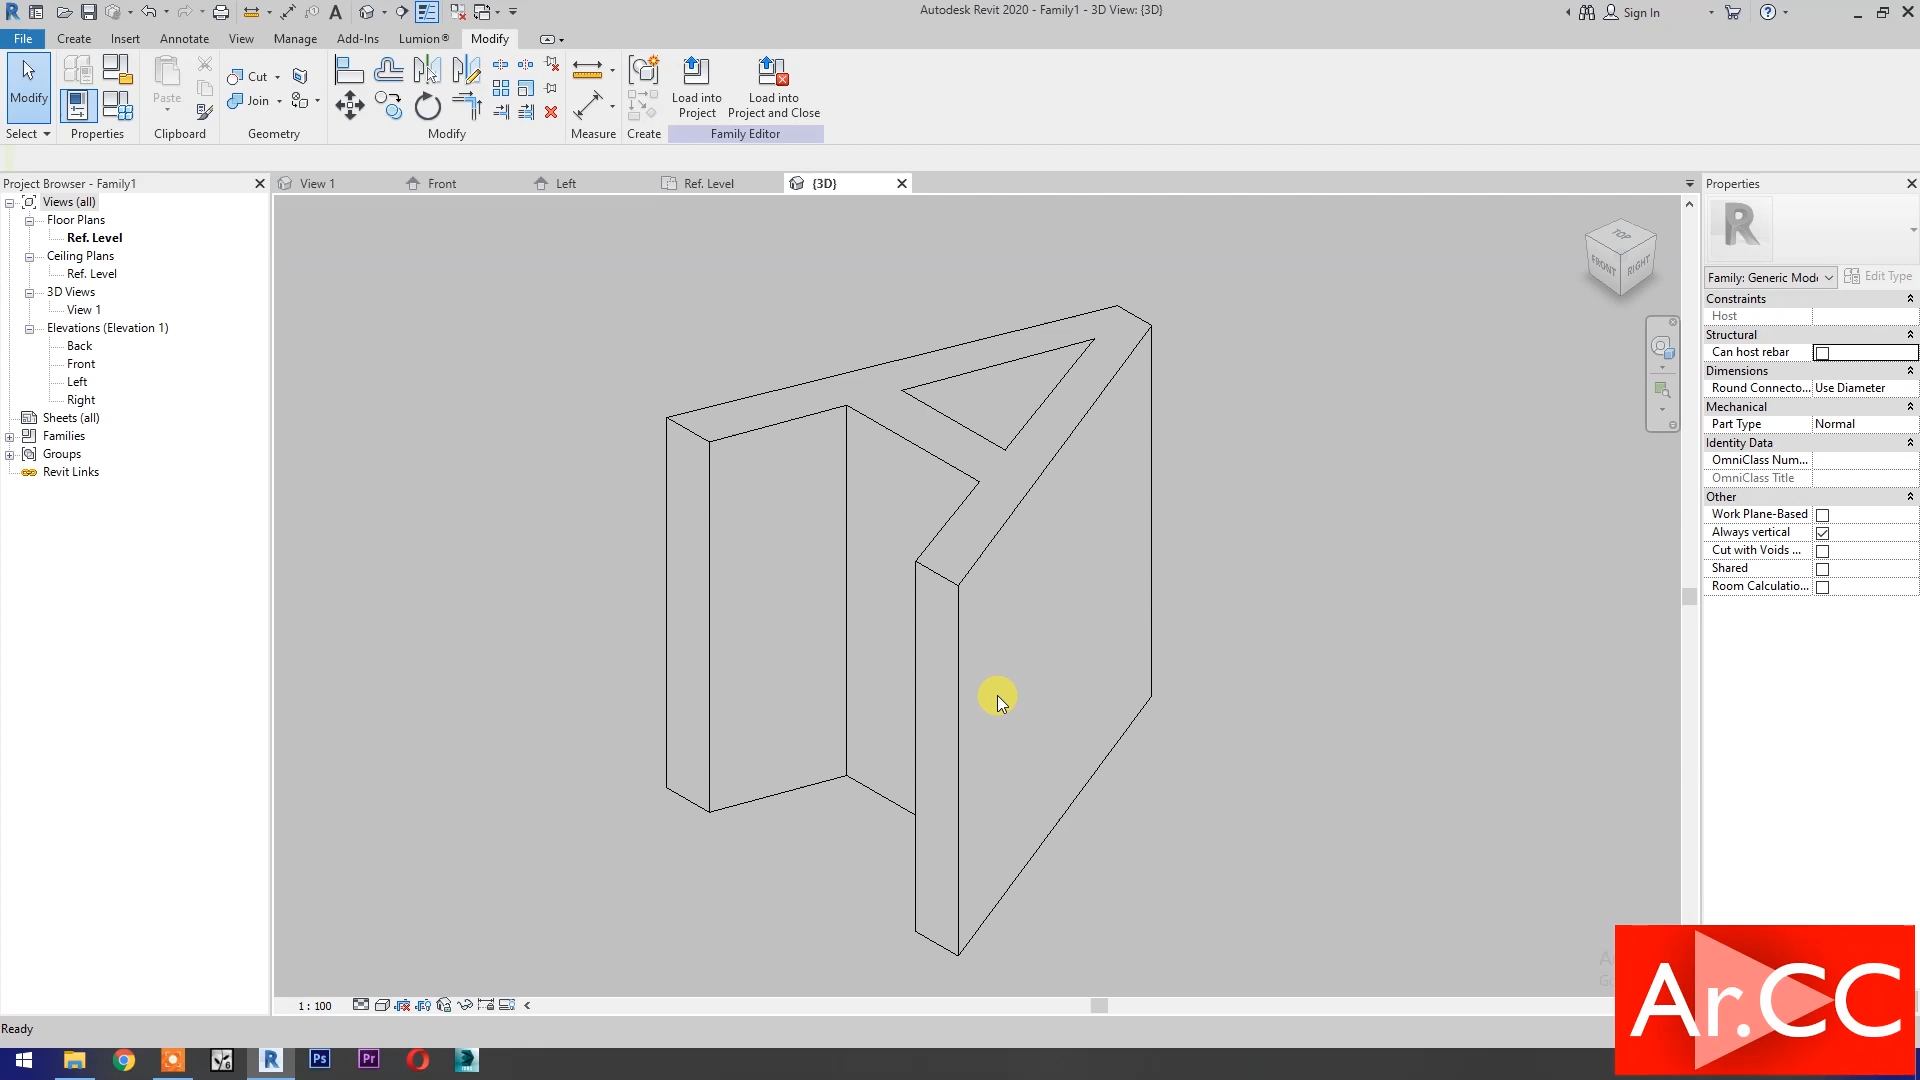 Autodesk Revit 2020 - Family1 - 3D View: {3D}
Sign In
File Create Insert Annotate View Manage Add-Ins Lumion® Modify
Modify
Select
Properties
Paste
Clipboard
Cut
Join
Geometry
Modify
Measure
Create
Load into
Project
Load into
Project and Close
Family Editor
Project Browser - Family1
Views (all)
Floor Plans
Ref. Level
Ceiling Plans
Ref. Level
3D Views
View 1
Elevations (Elevation 1)
Back
Front
Left
Right
Sheets (all)
Families
Groups
Revit Links
View 1
Front
Left
Ref. Level
{3D}
TOP
FRONT
RIGHT
Properties
R
Family: Generic Mode
Edit Type
Constraints
Host
Structural
Can host rebar
Dimensions
Round Connecto... Use Diameter
Mechanical
Part Type Normal
Identity Data
OmniClass Num...
OmniClass Title
Other
Work Plane-Based
Always vertical
Cut with Voids ...
Shared
Room Calculatio...
1 : 100
Ready
Ar.CC
R
Ps
Pr